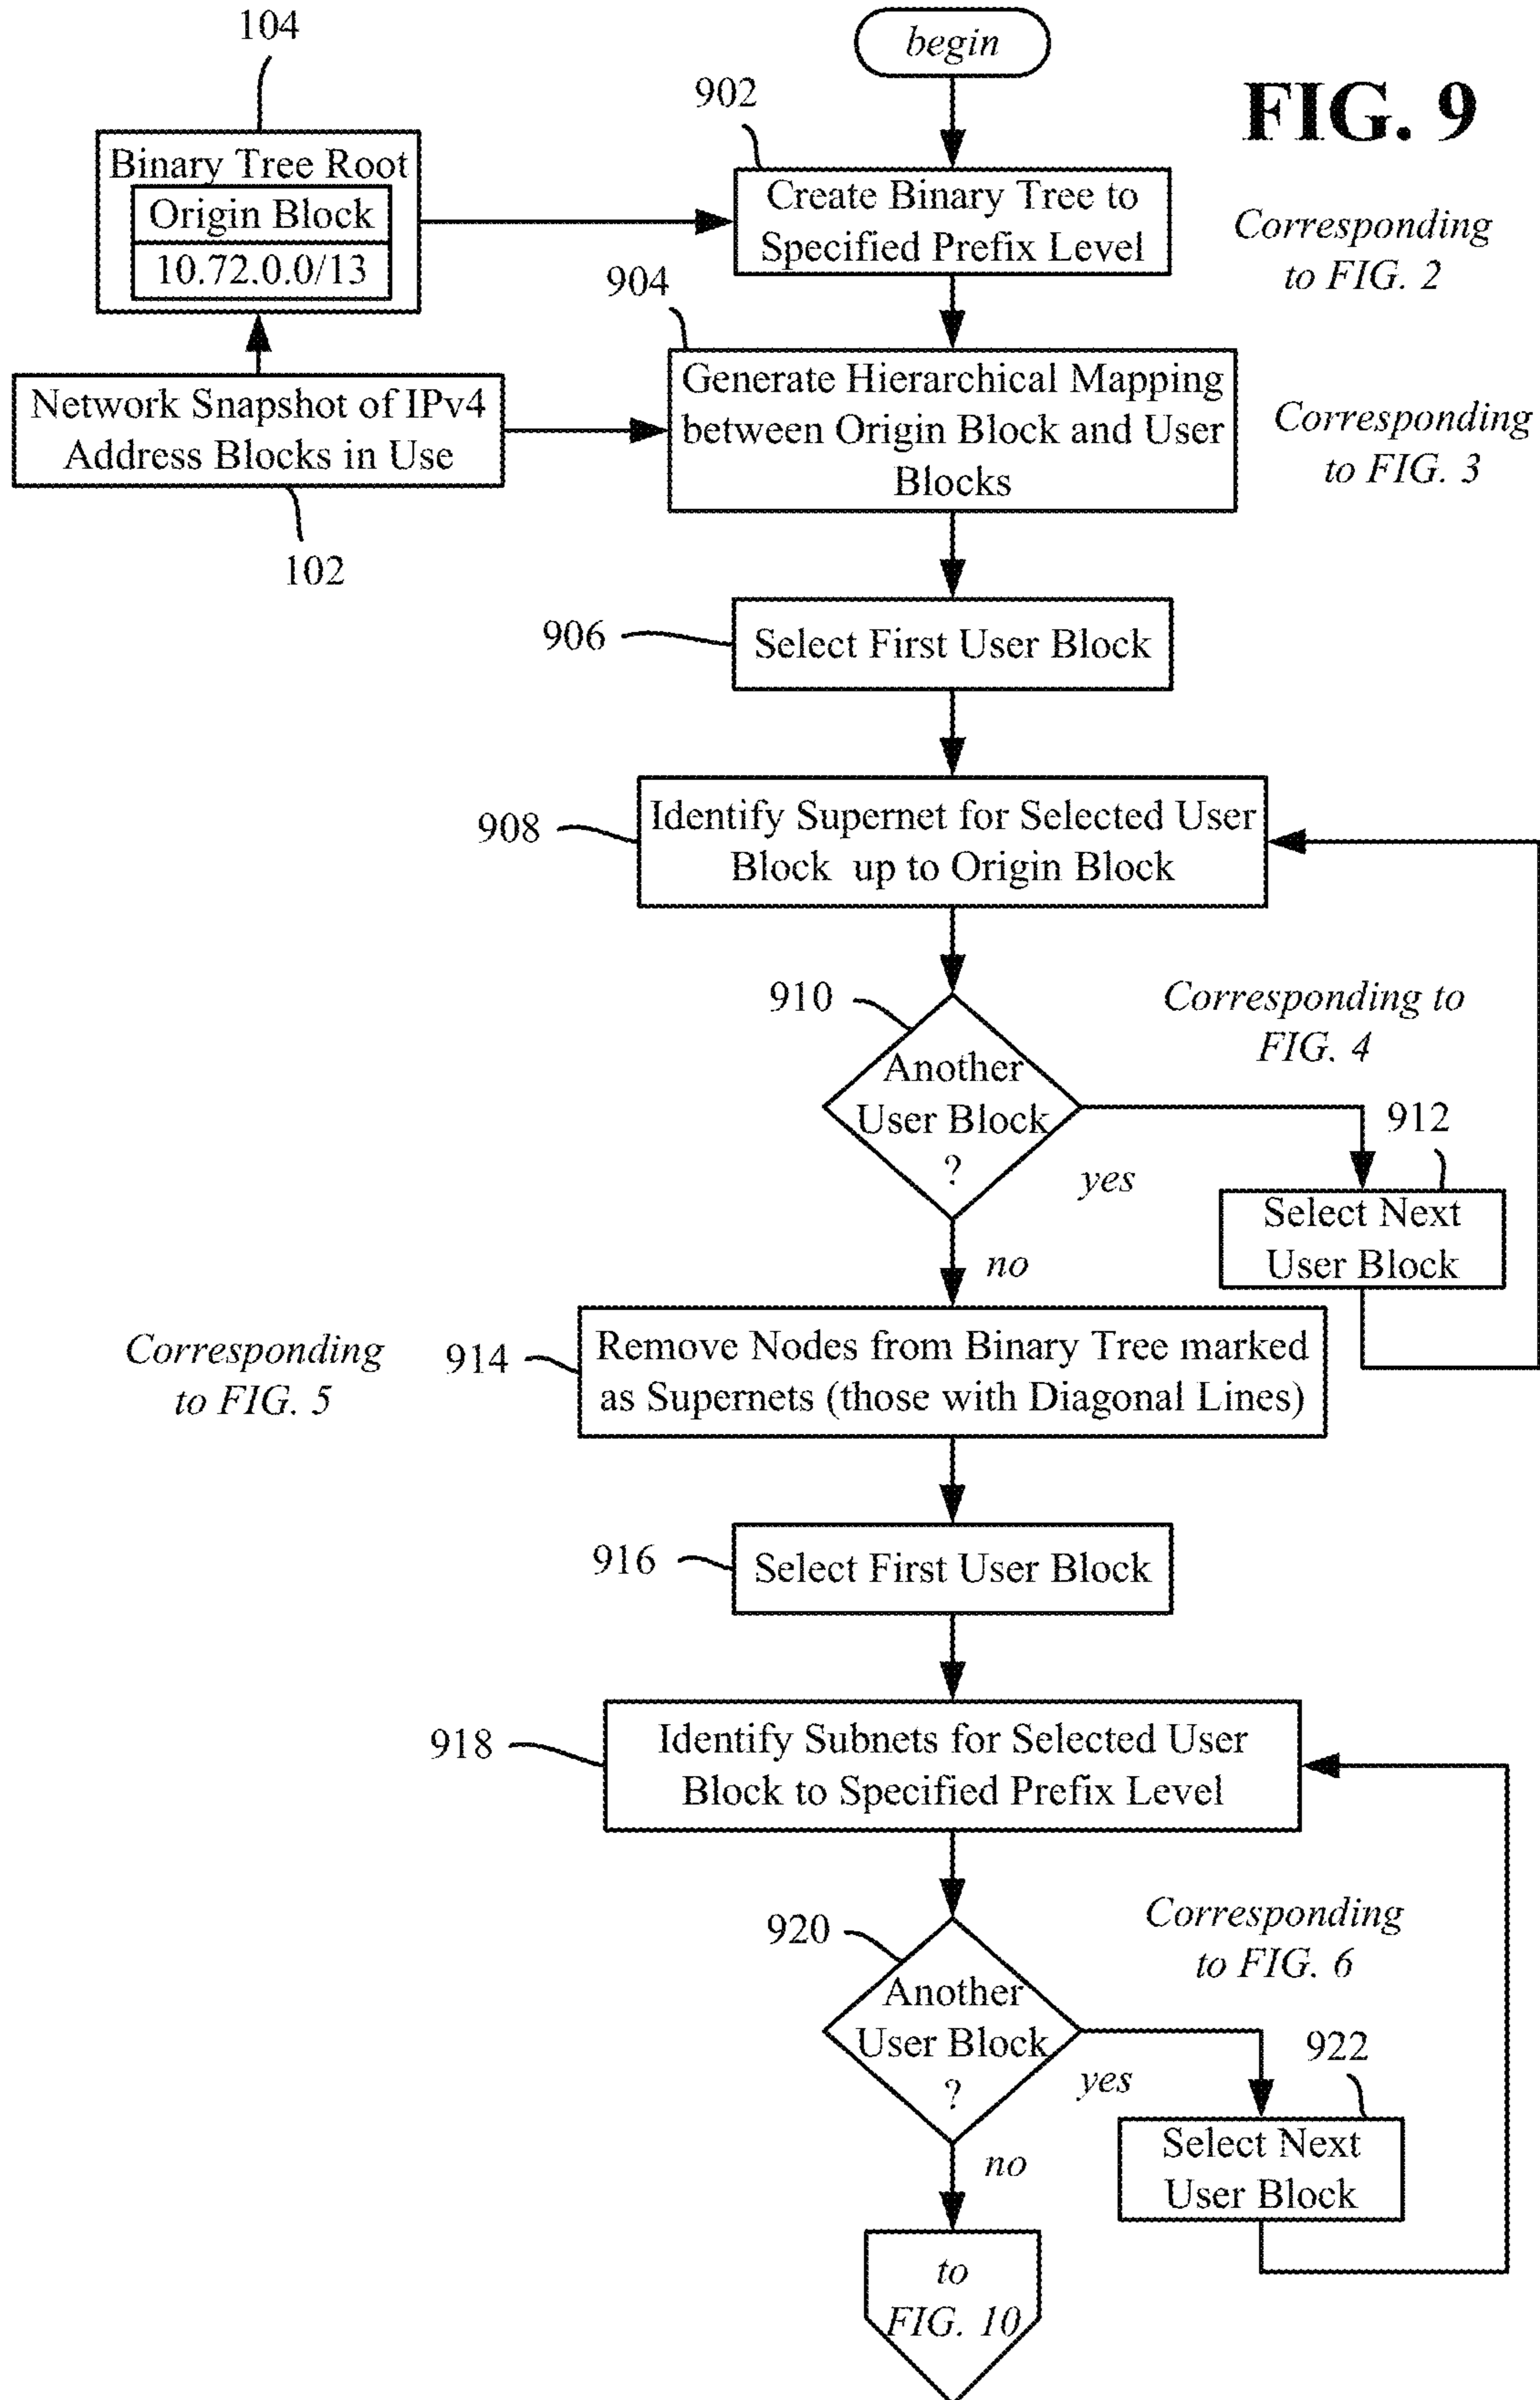 104
begin
FIG. 9
902
Binary Tree Root
Origin Block
10.72.0.0/13
Create Binary Tree to
Specified Prefix Level
Corresponding
to FIG. 2
904
Network Snapshot of IPv4
Address Blocks in Use
102
Generate Hierarchical Mapping
between Origin Block and User
Blocks
Corresponding
to FIG. 3
906
Select First User Block
908
Identify Supernet for Selected User
Block up to Origin Block
910
Another
User Block
?
Corresponding to
FIG. 4
yes
912
Select Next
User Block
no
Corresponding
to FIG. 5
914
Remove Nodes from Binary Tree marked
as Supernets (those with Diagonal Lines)
916
Select First User Block
918
Identify Subnets for Selected User
Block to Specified Prefix Level
920
Another
User Block
?
Corresponding
to FIG. 6
yes
922
Select Next
User Block
no
to
FIG. 10